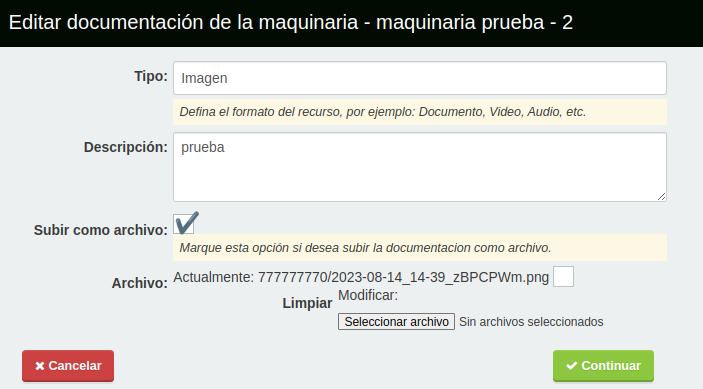 Editar documentación de la maquinaria - maquinaria prueba - 2
Tipo: Imagen
Defina el formato del recurso, por ejemplo: Documento, Video, Audio, etc.
Descripción: prueba
Subir como archivo:
Marque esta opción si desea subir la documentacion como archivo.
Archivo: Actualmente: 777777770/2023-08-14_14-39_zBPCPWm.png
Limpiar Modificar:
Seleccionar archivo Sin archivos seleccionados
Cancelar Continuar